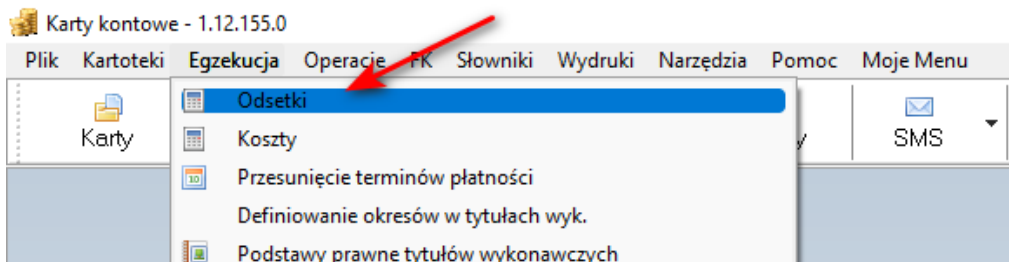 Karty kontowe - 1.12.155.0
Plik Kartoteki Egzekucja Operacje FK Słowniki Wydruki Narzędzia Pomoc Moje Menu
Karty SMS
Odsetki
Koszty
Przesunięcie terminów płatności
Definiowanie okresów w tytułach wyk.
Podstawy prawne tytułów wykonawczych